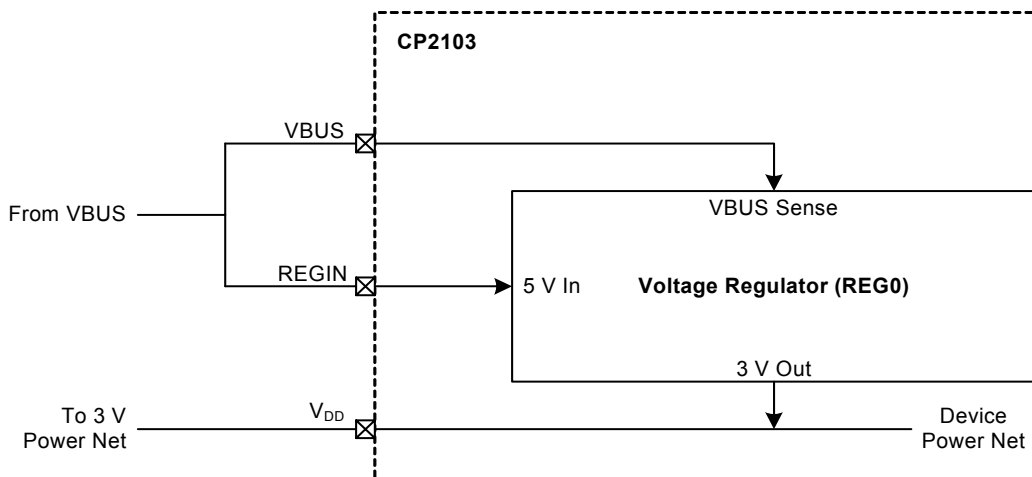 CP2103
VBUS
From VBUS
VBUS Sense
REGIN
5 V In
Voltage Regulator (REG0)
3 V Out
To 3 V
Power Net
VDD
Device
Power Net